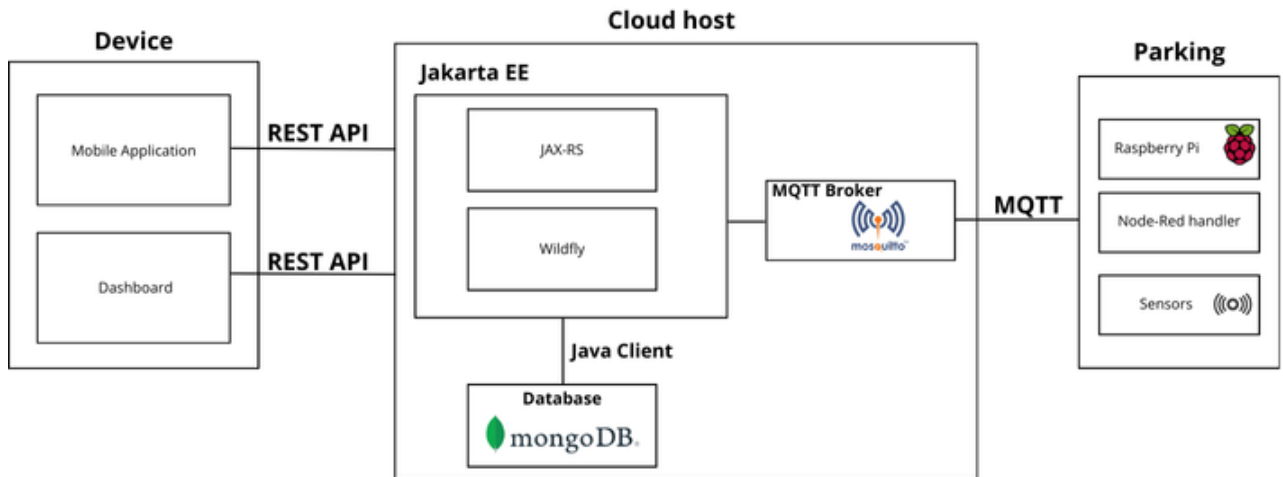 Cloud host
Device
Parking
Jakarta EE
Mobile Application
REST API
JAX-RS
Raspberry Pi
MQTT Broker
mosquitto™
MQTT
Node-Red handler
Wildfly
REST API
Dashboard
Sensors
Java Client
Database
mongoDB®